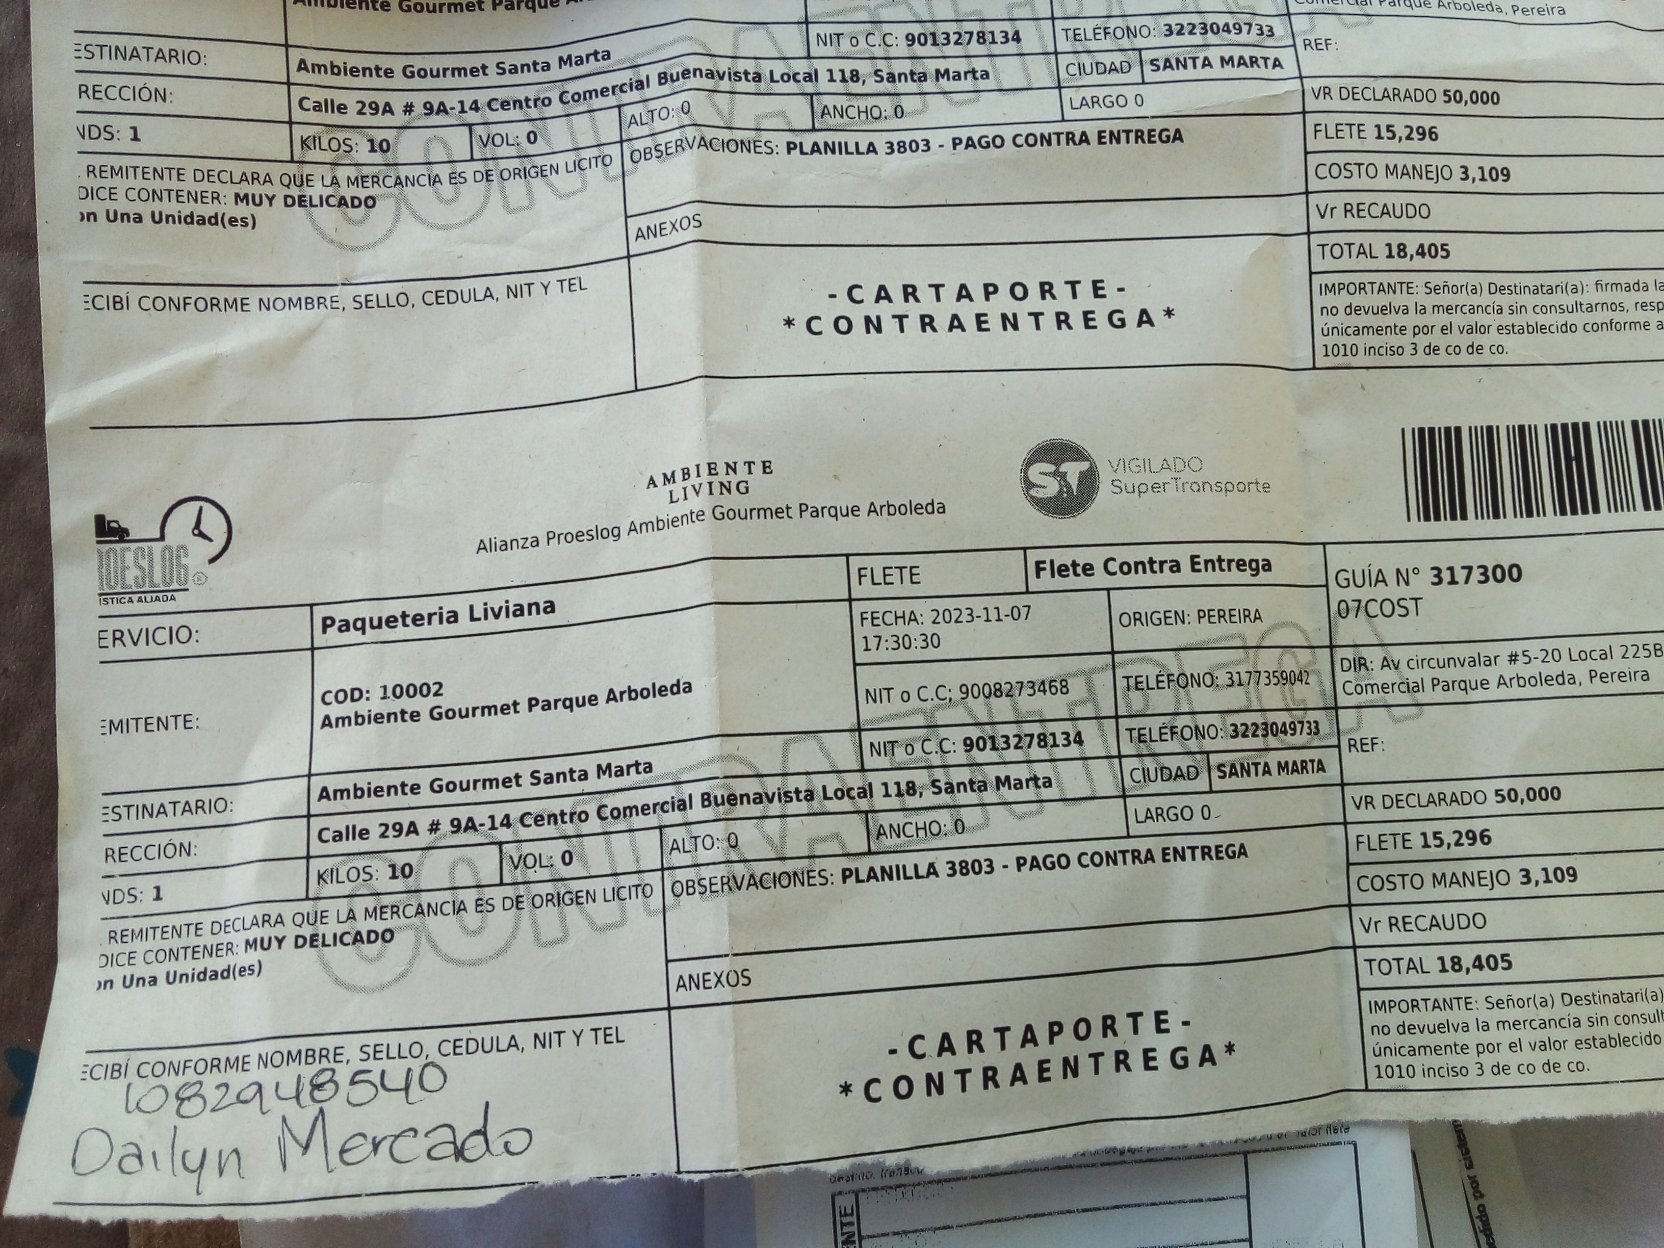 Ambiente Gourmet Parque
Comercial Parque Arboleda, Pereira
ESTINATARIO: Ambiente Gourmet Santa Marta NIT o C.C: 9013278134 TELÉFONO: 3223049733 REF:
RECCIÓN: Calle 29A # 9A-14 Centro Comercial Buenavista Local 118, Santa Marta CIUDAD SANTA MARTA
NDS: 1 KILOS: 10 VOL: 0 ALTO: 0 ANCHO: 0 LARGO 0 VR DECLARADO 50,000
REMITENTE DECLARA QUE LA MERCANCIA ES DE ORIGEN LICITO OBSERVACIONES: PLANILLA 3803 - PAGO CONTRA ENTREGA FLETE 15,296
DICE CONTENER: MUY DELICADO COSTO MANEJO 3,109
on Una Unidad(es)
ANEXOS Vr RECAUDO
TOTAL 18,405
CONTRAENTREGA
ECIBÍ CONFORME NOMBRE, SELLO, CEDULA, NIT Y TEL
-CARTAPORTE-
*CONTRAENTREGA*
IMPORTANTE: Señor(a) Destinatari(a): firmada la
no devuelva la mercancía sin consultarnos, resp
únicamente por el valor establecido conforme a
1010 inciso 3 de co de co.
ROESLOG ®
ÍSTICA ALIADA
AMBIENTE
LIVING
Alianza Proeslog Ambiente Gourmet Parque Arboleda
ST VIGILADO
SuperTransporte
ERVICIO: Paqueteria Liviana FLETE Flete Contra Entrega GUÍA N° 317300
07COST
FECHA: 2023-11-07
17:30:30
ORIGEN: PEREIRA
EMITENTE: COD: 10002
Ambiente Gourmet Parque Arboleda
NIT o C.C; 9008273468 TELÉFONO: 3177359042
DIR: Av circunvalar #5-20 Local 225B
Comercial Parque Arboleda, Pereira
ESTINATARIO: Ambiente Gourmet Santa Marta NIT o C.C: 9013278134 TELÉFONO: 3223049733 REF:
RECCIÓN: Calle 29A # 9A-14 Centro Comercial Buenavista Local 118, Santa Marta CIUDAD SANTA MARTA
NDS: 1 KILOS: 10 VOL: 0 ALTO: 0 ANCHO: 0 LARGO 0 VR DECLARADO 50,000
REMITENTE DECLARA QUE LA MERCANCIA ES DE ORIGEN LICITO OBSERVACIONES: PLANILLA 3803 - PAGO CONTRA ENTREGA FLETE 15,296
DICE CONTENER: MUY DELICADO COSTO MANEJO 3,109
on Una Unidad(es)
ANEXOS Vr RECAUDO
TOTAL 18,405
CONTRAENTREGA
ECIBÍ CONFORME NOMBRE, SELLO, CEDULA, NIT Y TEL
1082948540
Dailyn Mercado
-CARTAPORTE-
*CONTRAENTREGA*
IMPORTANTE: Señor(a) Destinatari(a)
no devuelva la mercancía sin consult
únicamente por el valor establecido
1010 inciso 3 de co de co.
NTE